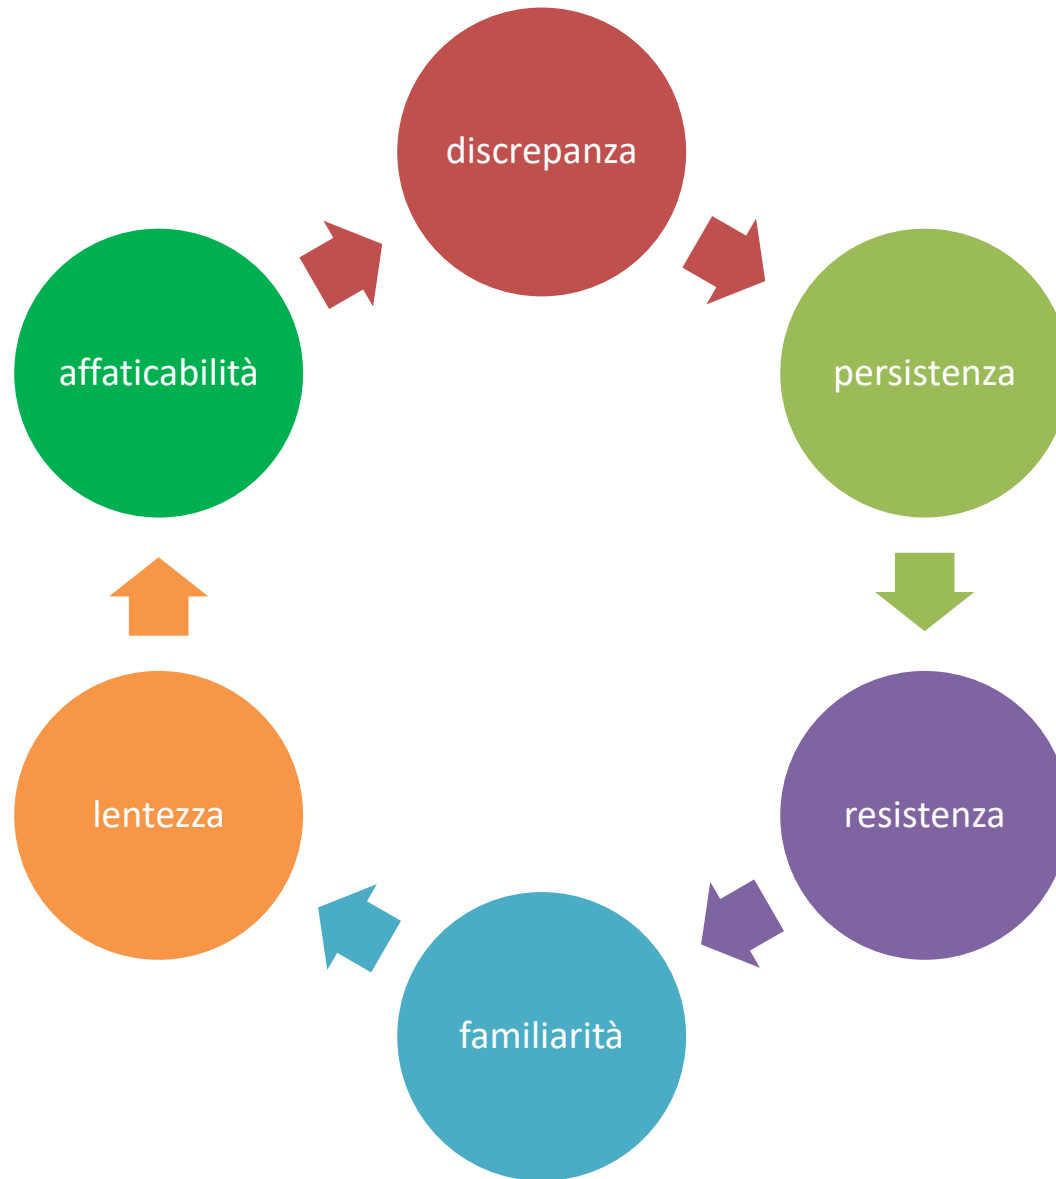 discrepanza
persistenza
resistenza
familiarità
lentezza
affaticabilità